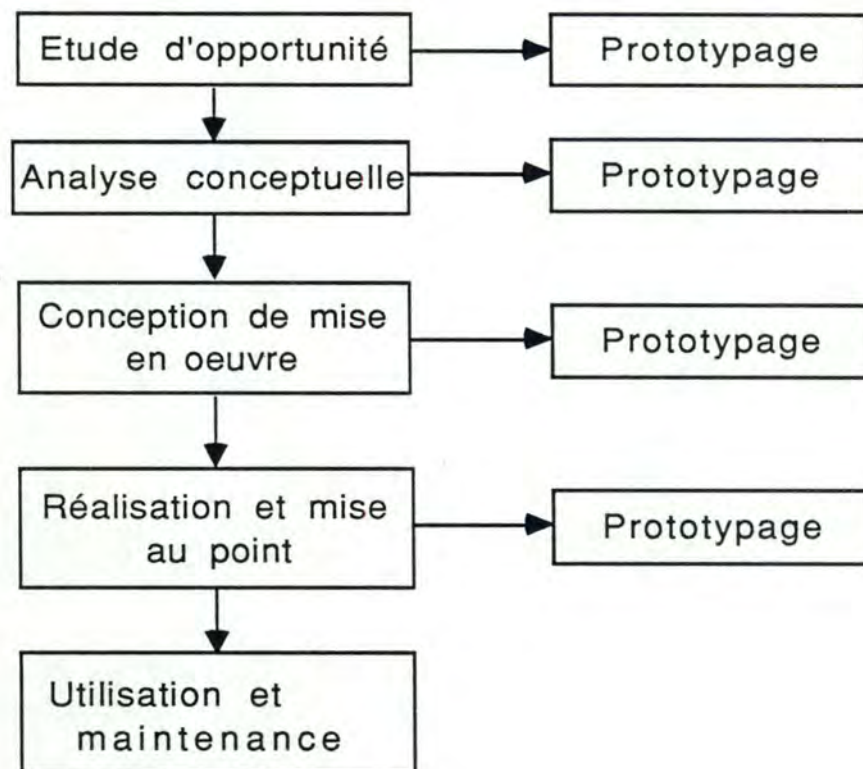 Etude d'opportunité
Prototypage
Analyse conceptuelle
Prototypage
Conception de mise
en oeuvre
Prototypage
Réalisation et mise
au point
Prototypage
Utilisation et
maintenance